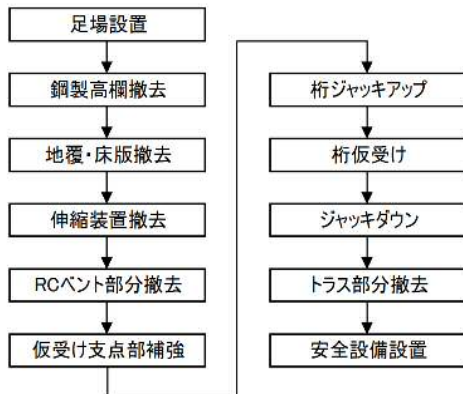 足場設置
鋼製高欄撤去
地覆・床版撤去
伸縮装置撤去
RCベント部分撤去
仮受け支点部補強
桁ジャッキアップ
桁仮受け
ジャッキダウン
トラス部分撤去
安全設備設置